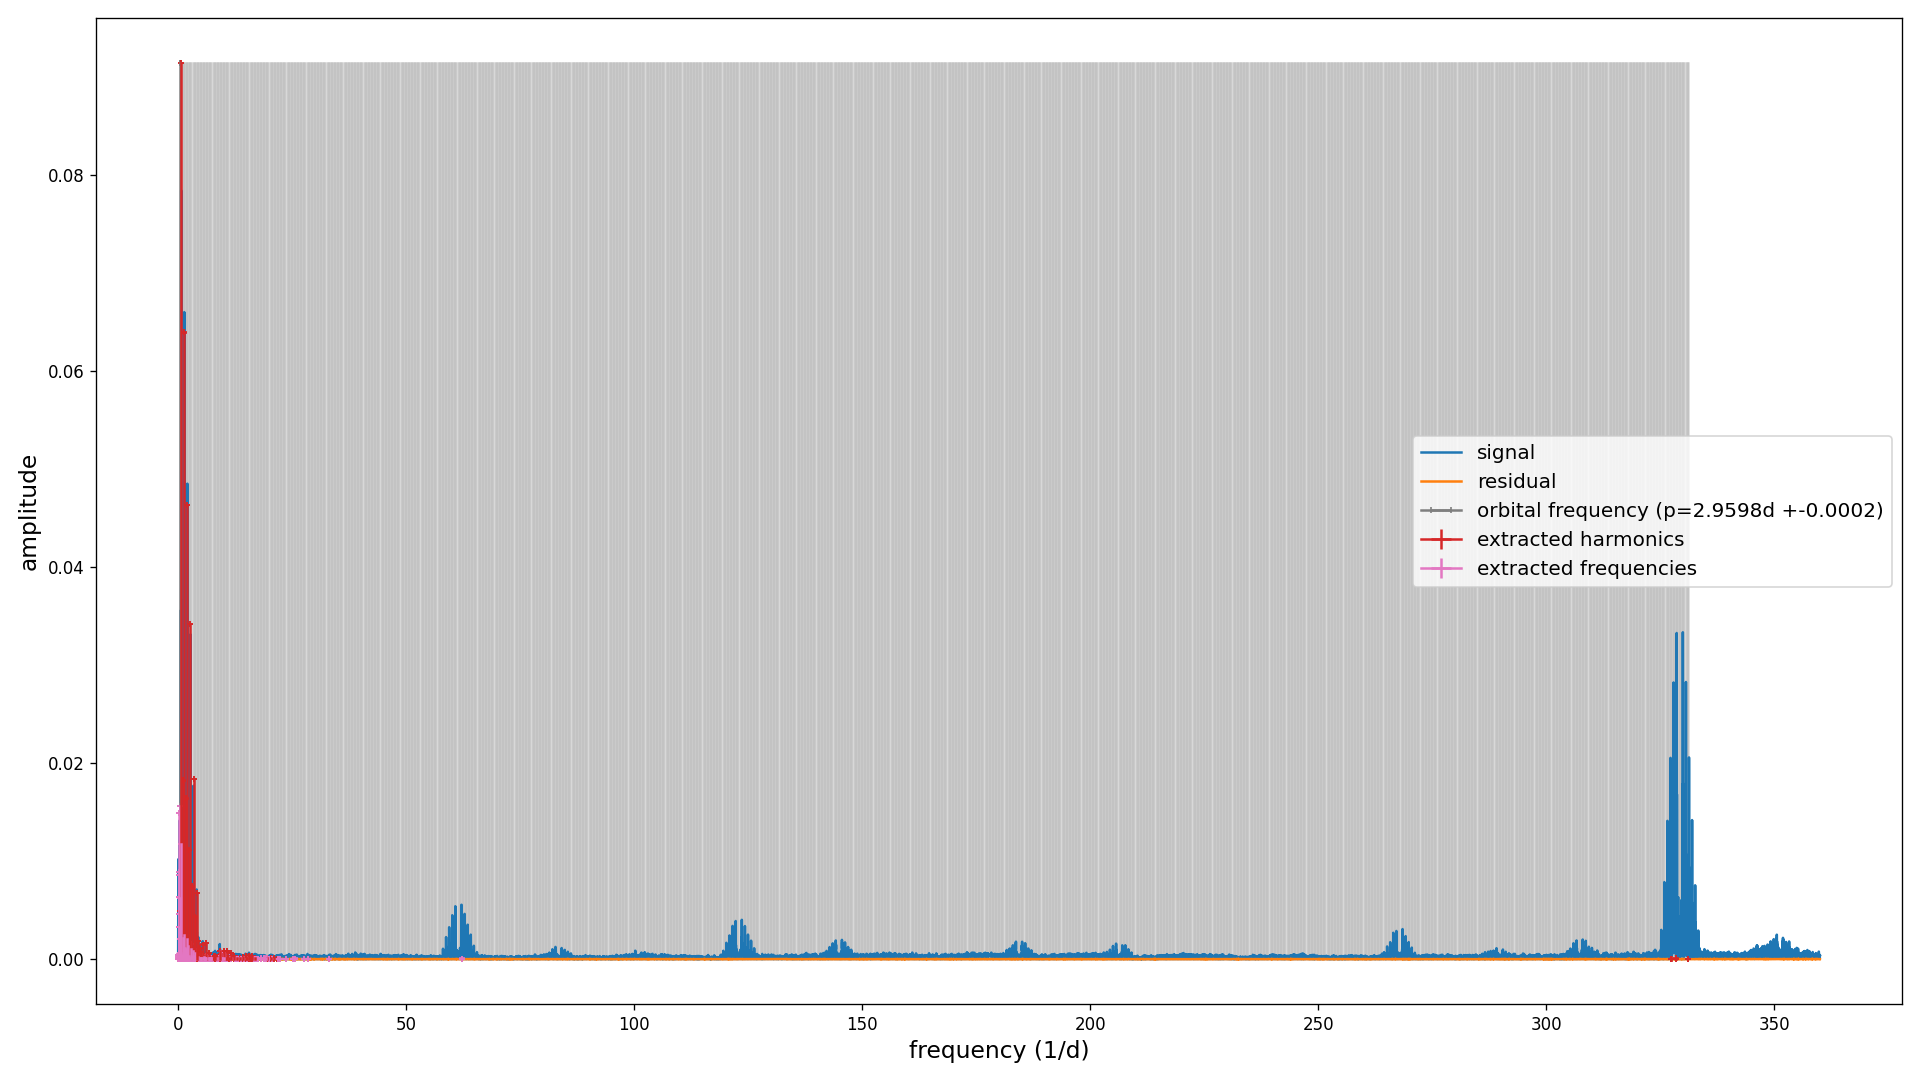 amplitude
0.08
0.06
0.04
0.02
0.00
signal
residual
orbital frequency (p=2.9598d +-0.0002)
extracted harmonics
extracted frequencies
0 50 100 150 200 250 300 350
frequency (1/d)